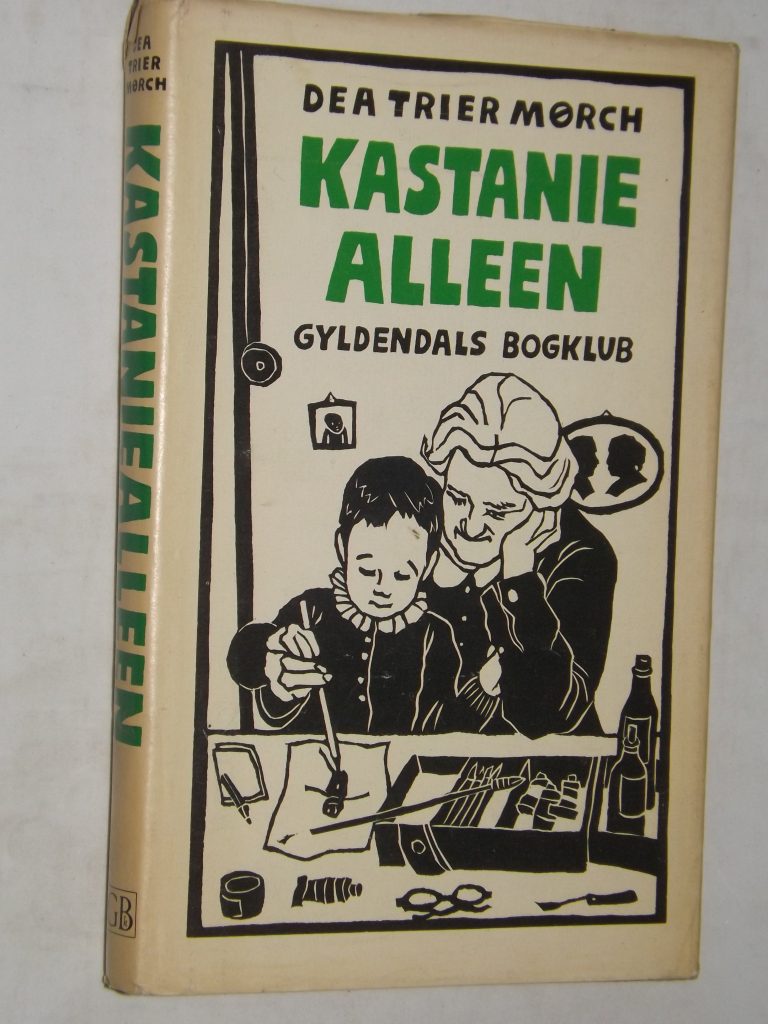 DEA TRIER MØRCH
KASTANIE
ALLEEN
GYLDENDALS BOGKLUB
DEA
TRIER
MØRCH
KASTANIEALLEEN
GB